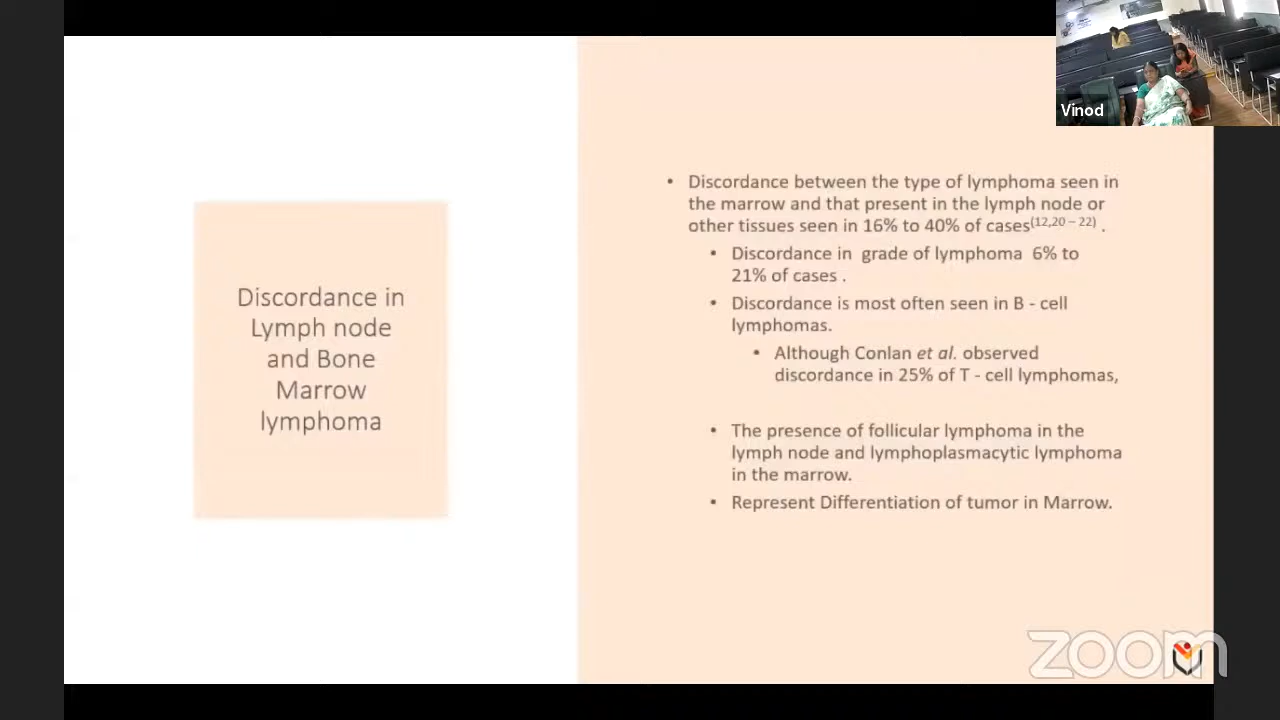 Vinod
Discordance in
Lymph node
and Bone
Marrow
lymphoma
• Discordance between the type of lymphoma seen in
the marrow and that present in the lymph node or
other tissues seen in 16% to 40% of cases(12,20 – 22) .
• Discordance in  grade of lymphoma  6% to
21% of cases .
• Discordance is most often seen in B - cell
lymphomas.
• Although Conlan et al. observed
discordance in 25% of T - cell lymphomas,
• The presence of follicular lymphoma in the
lymph node and lymphoplasmacytic lymphoma
in the marrow.
• Represent Differentiation of tumor in Marrow.
zoom